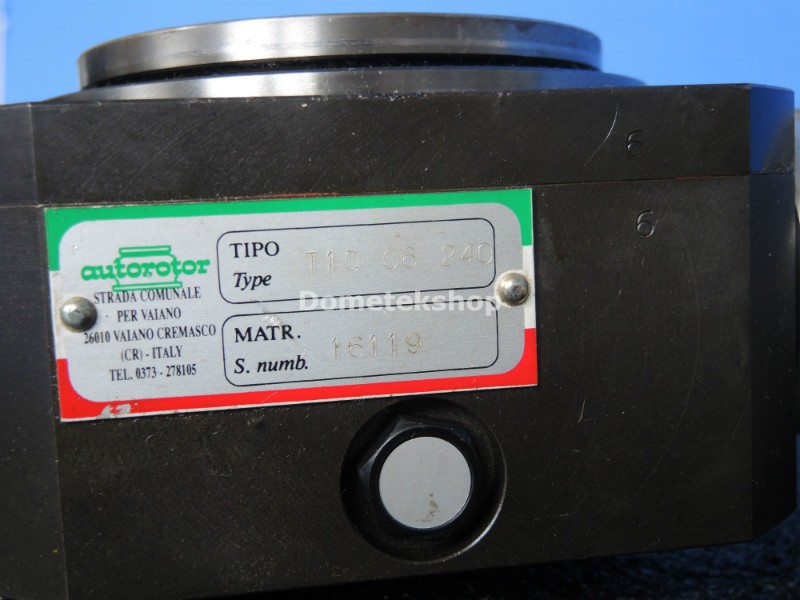 autorotor
STRADA COMUNALE
PER VAIANO
26010 VAIANO CREMASCO
(CR) - ITALY
TEL. 0373 - 278105
TIPO
Type T10 06 240
MATR.
S. numb. 16119
Dometekshop
6
6